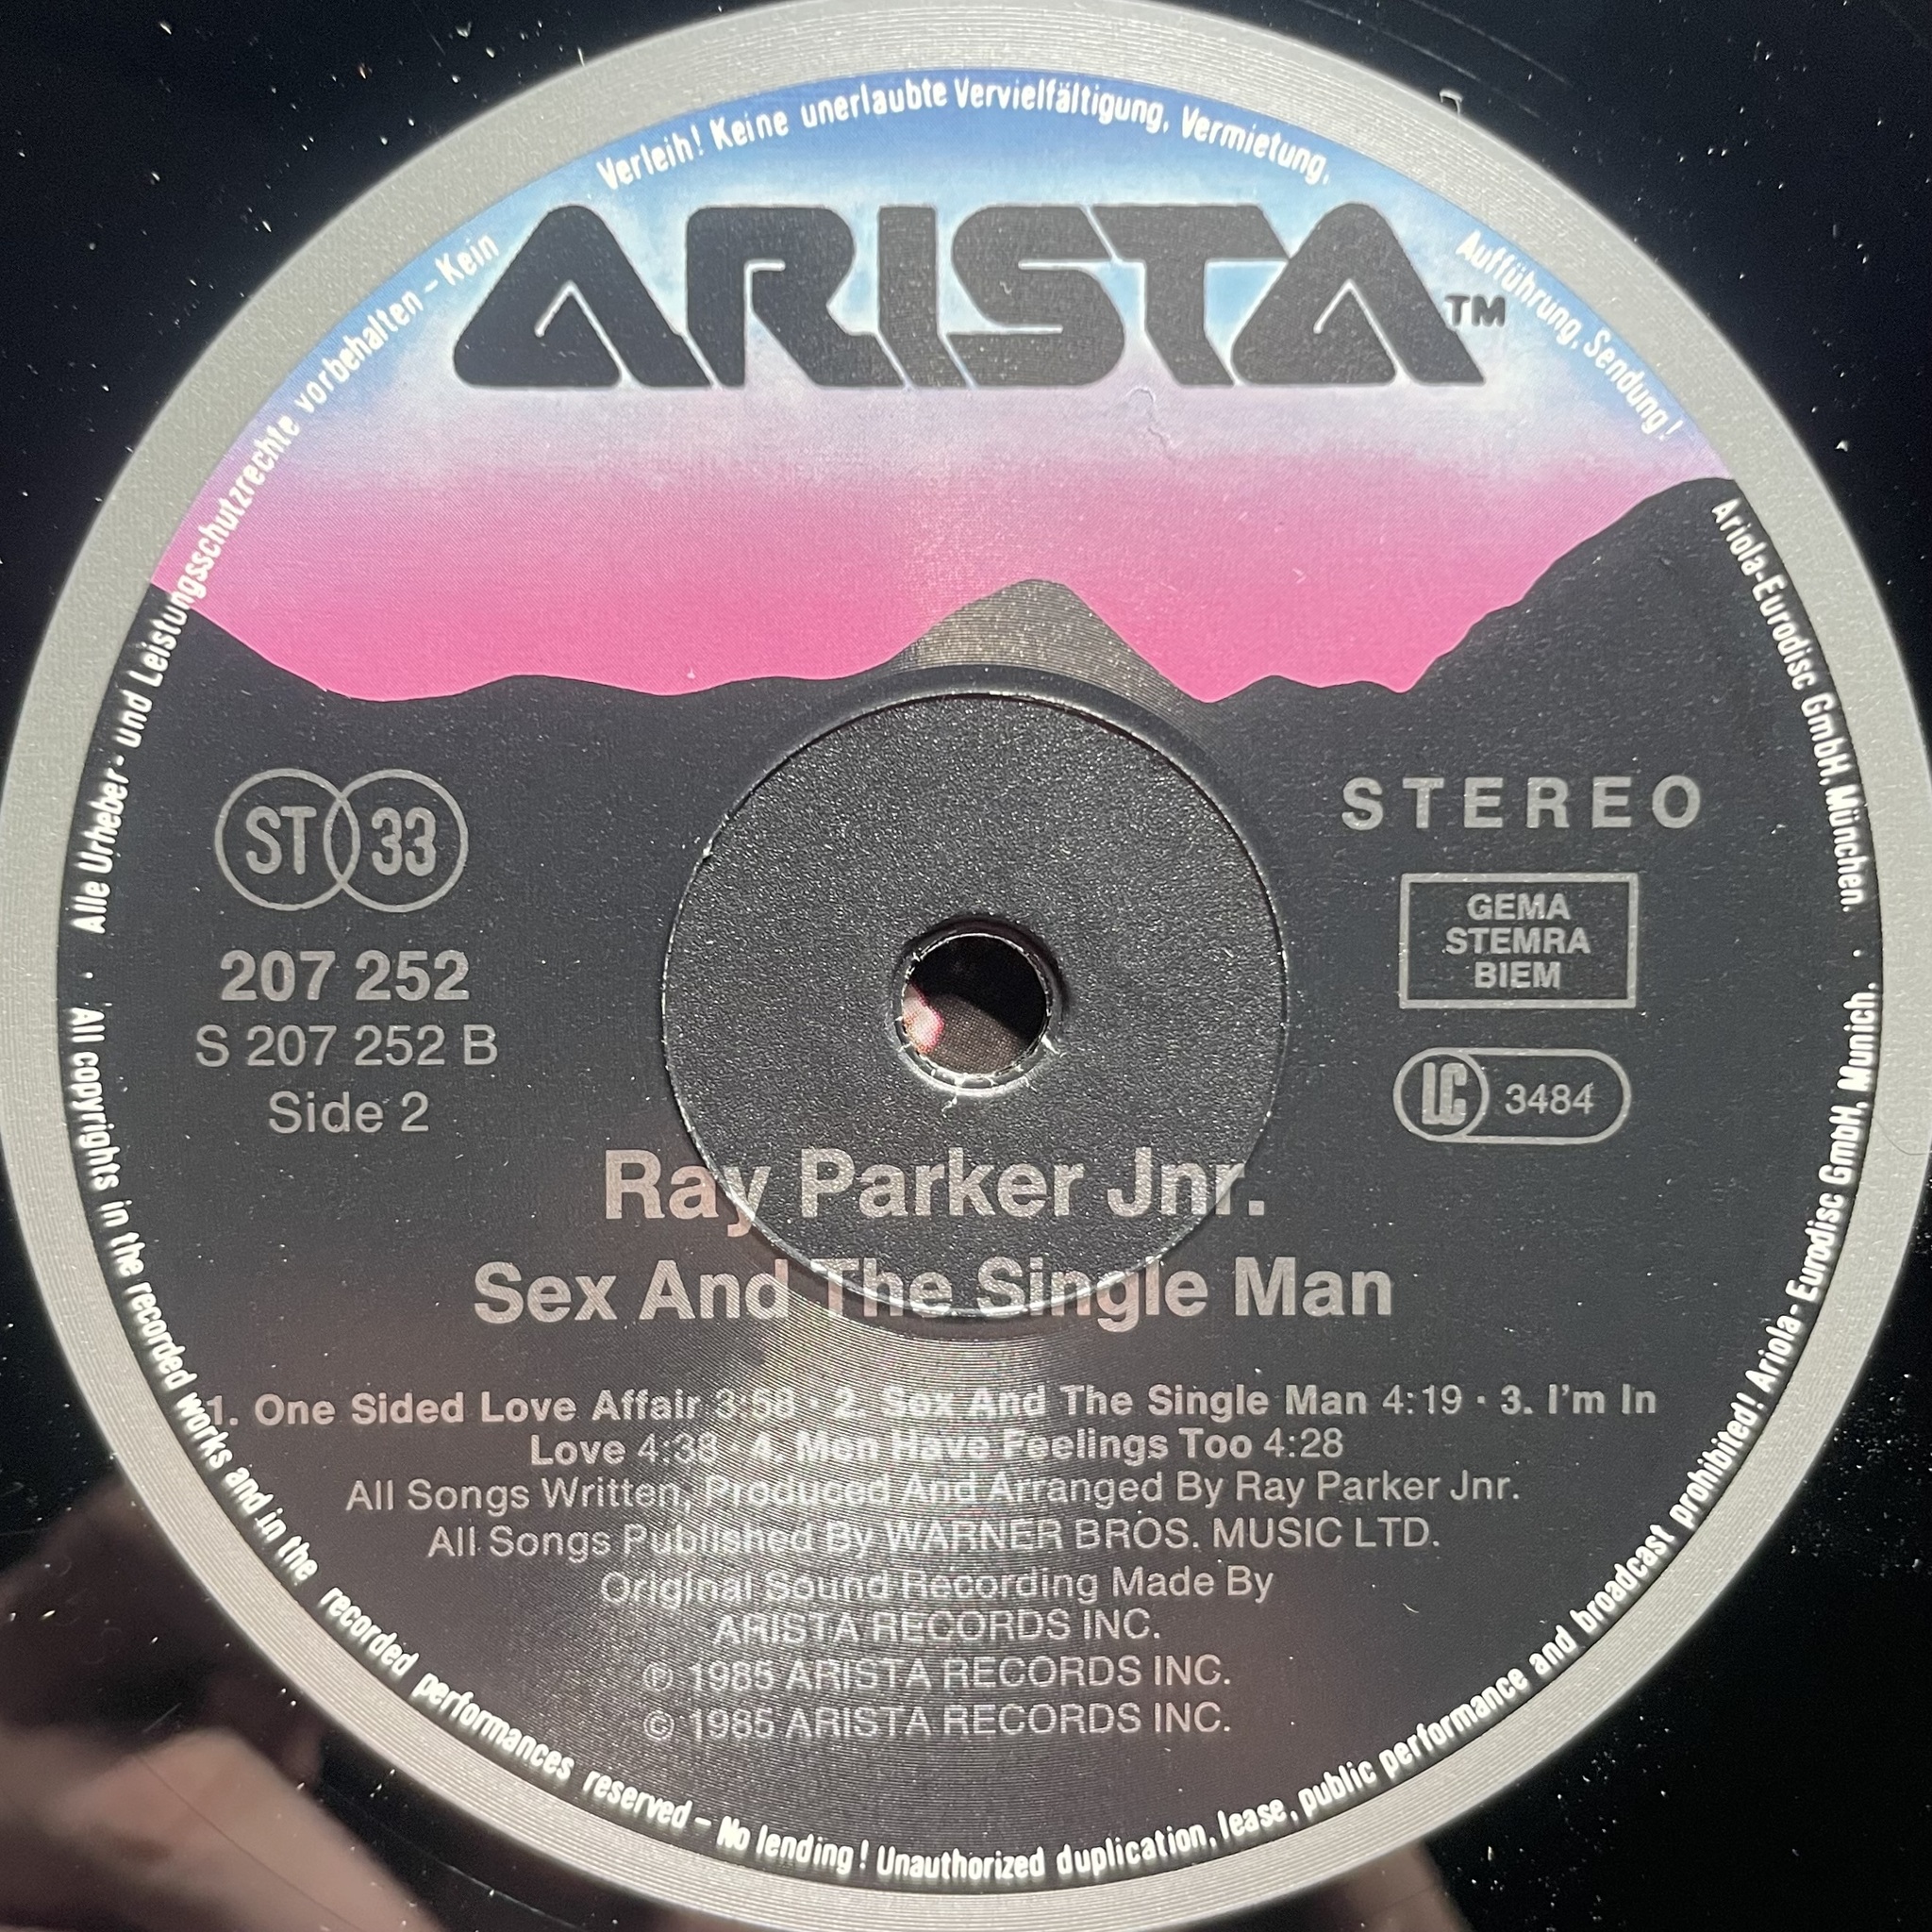 Alle Urheber- und Leistungsschutzrechte vorbehalten – Kein Verleih! Keine unerlaubte Vervielfältigung, Vermietung, Aufführung, Sendung! Ariola-Eurodisc GmbH, München.
ARISTA™
ST 33
STEREO
207 252
S 207 252 B
Side 2
GEMA
STEMRA
BIEM
LC 3484
Ray Parker Jnr.
Sex And The Single Man
1. One Sided Love Affair 3:58 · 2. Sex And The Single Man 4:19 · 3. I'm In
Love 4:38 · 4. Men Have Feelings Too 4:28
All Songs Written, Produced And Arranged By Ray Parker Jnr.
All Songs Published By WARNER BROS. MUSIC LTD.
Original Sound Recording Made By
ARISTA RECORDS INC.
℗ 1985 ARISTA RECORDS INC.
© 1985 ARISTA RECORDS INC.
All copyrights in the recorded works and in the recorded performances reserved – No lending! Unauthorized duplication, lease, public performance and broadcast prohibited! Ariola-Eurodisc GmbH, Munich.